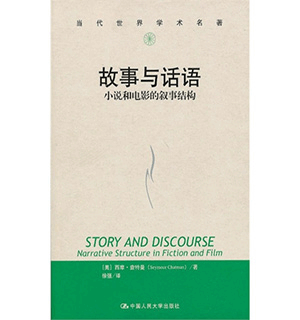 当代世界学术名著
故事与话语
小说和电影的叙事结构
STORY AND DISCOURSE
Narrative Structure in Fiction and Film
［美］西摩·查特曼（Seymour Chatman）/著
徐强/译
中国人民大学出版社